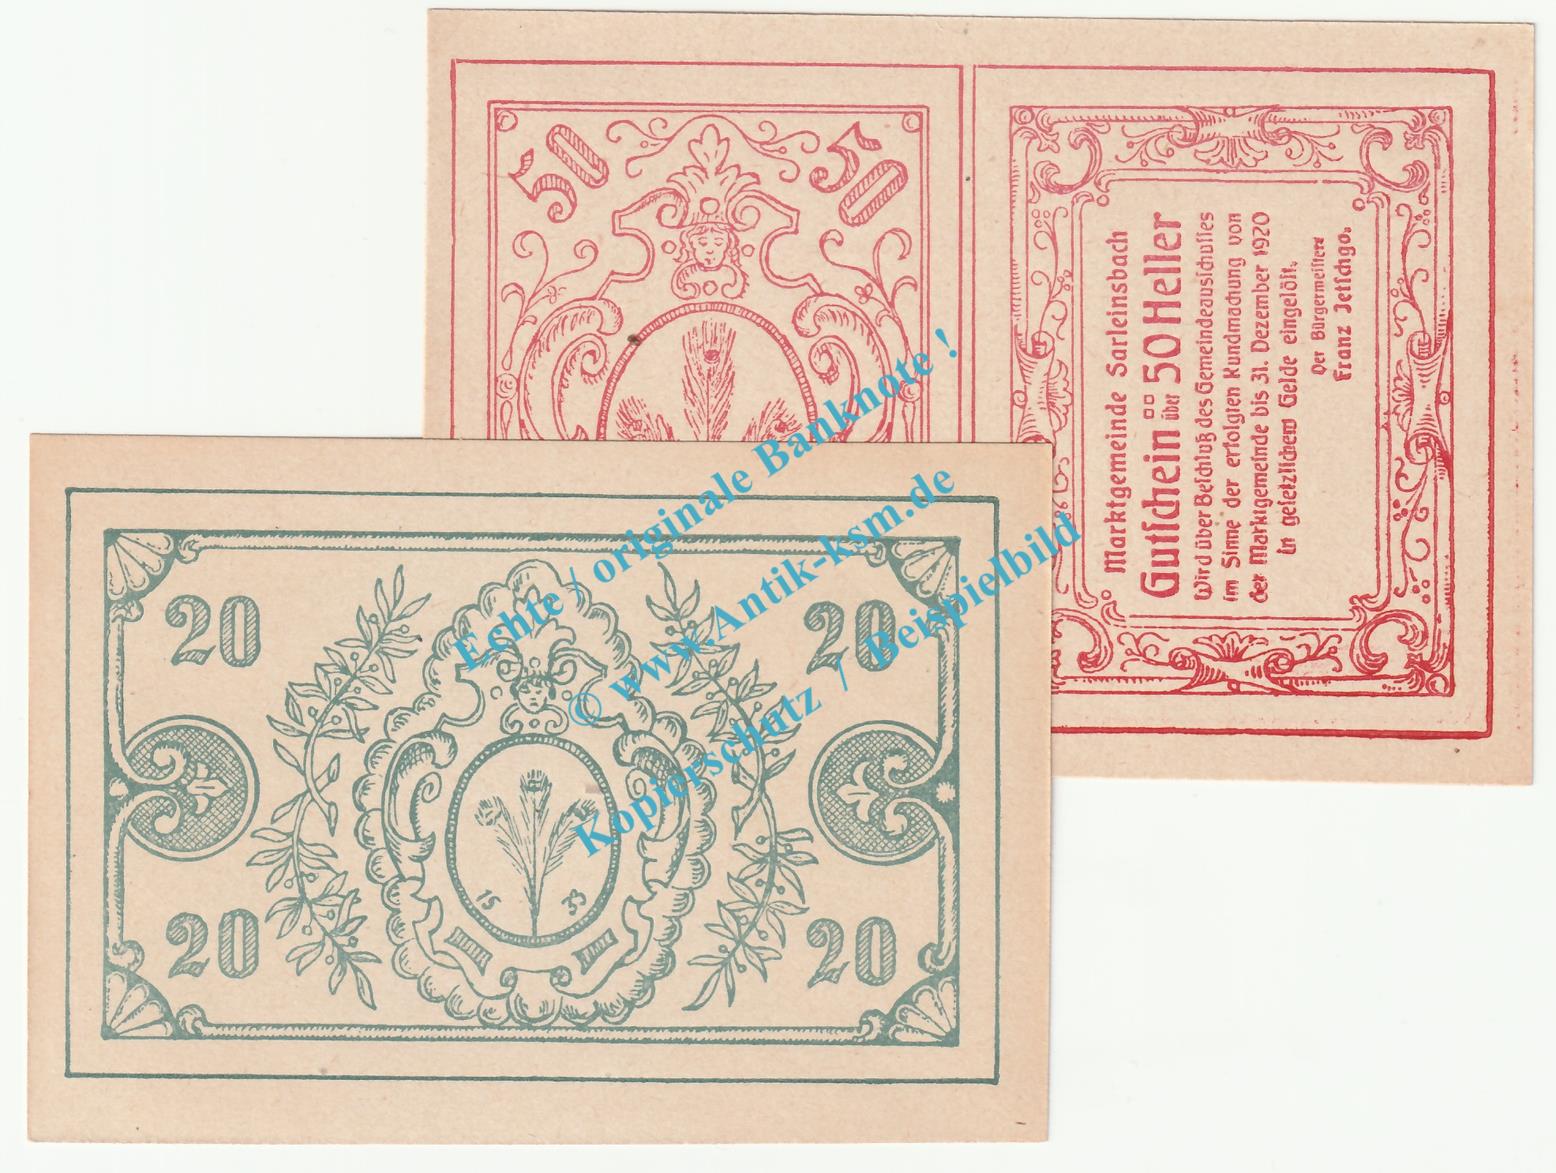 50 50
Marktgemeinde Sarleinsbach
Gutschein über 50 Heller
Wird über Beschluß des Gemeindeausschusses
im Sinne der erfolgten Kundmachung von
der Marktgemeinde bis 31. Dezember 1920
in gesetzlichem Gelde eingelöst.
Der Bürgermeister
Franz Jetschgo.
20 20
15 33
20 20
Echte / originale Banknote !
© www.Antik-ksm.de
Kopierschutz / Beispielbild